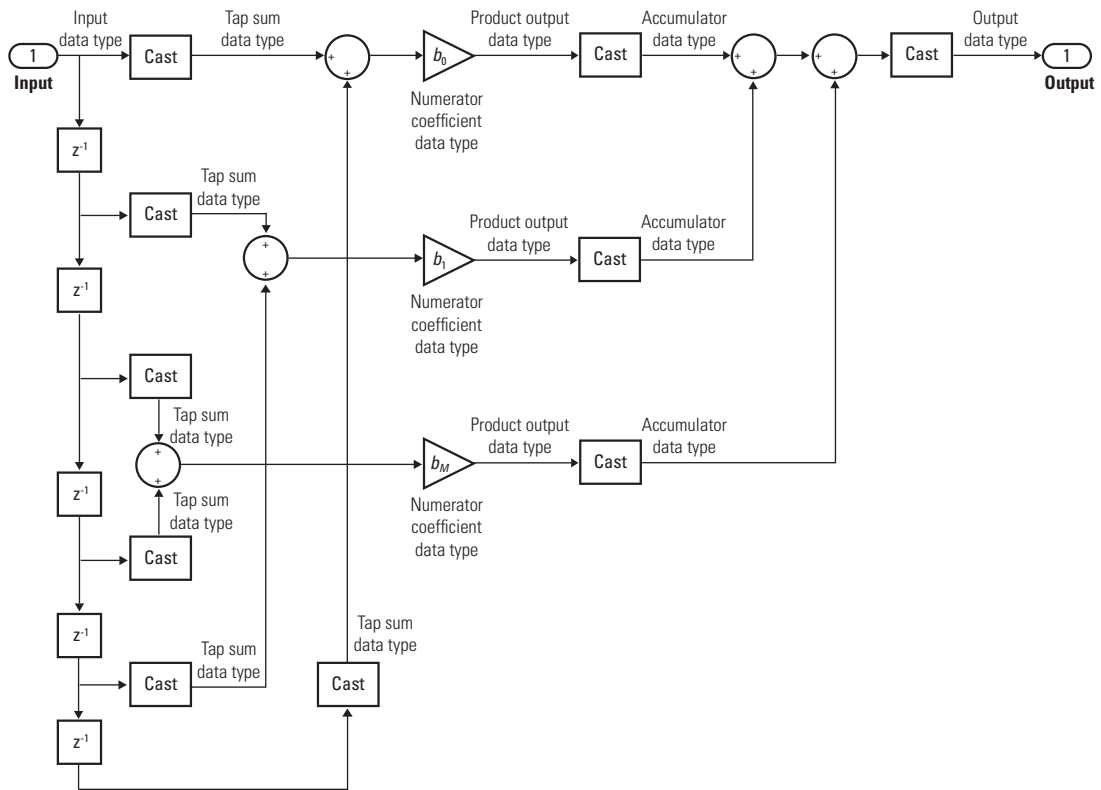 Input
data type
Tap sum
data type
Product output
data type
Accumulator
data type
Output
data type
1
Input
Cast
+
+
b0
Cast
+
+
+
+
Cast
1
Output
Numerator
coefficient
data type
z-1
Tap sum
data type
Cast
+
+
Product output
data type
Accumulator
data type
b1
Cast
z-1
Numerator
coefficient
data type
Cast
Tap sum
data type
+
+
Product output
data type
Accumulator
data type
bM
Cast
z-1
Tap sum
data type
Numerator
coefficient
data type
Cast
z-1
Tap sum
data type
Tap sum
data type
Cast
Cast
z-1